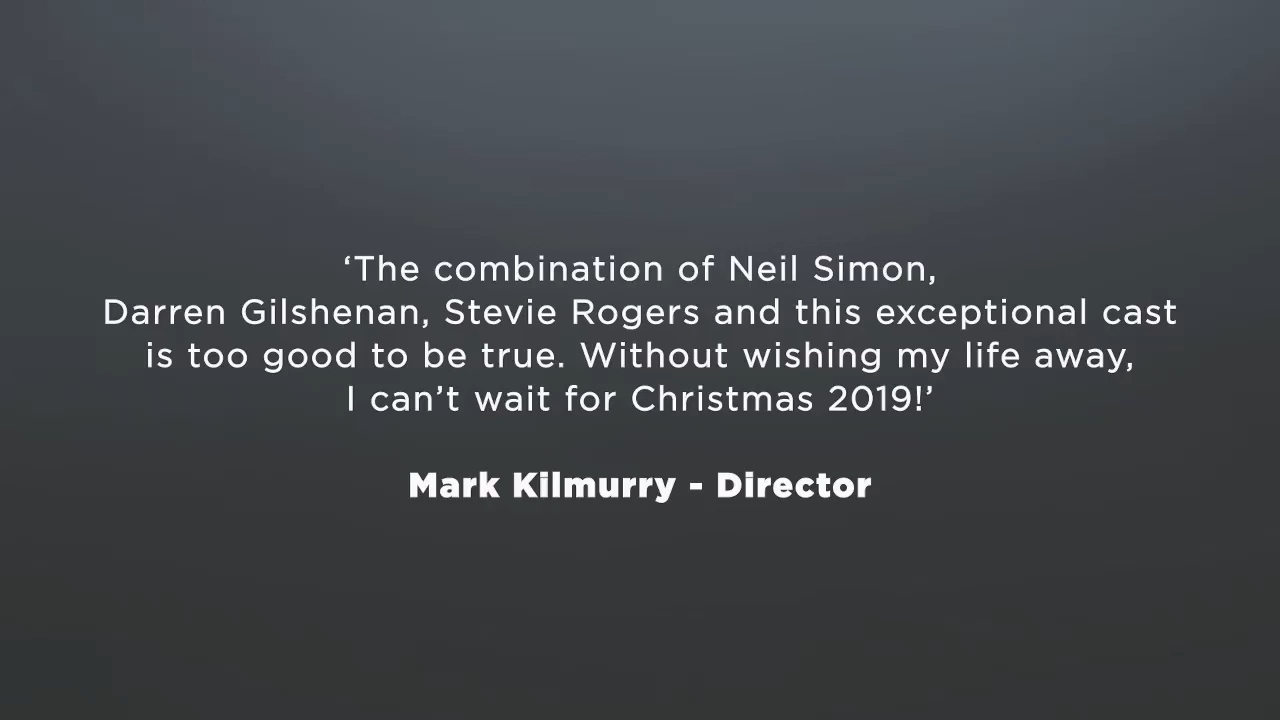 ‘The combination of Neil Simon,
Darren Gilshenan, Stevie Rogers and this exceptional cast
is too good to be true. Without wishing my life away,
I can’t wait for Christmas 2019!’
Mark Kilmurry - Director